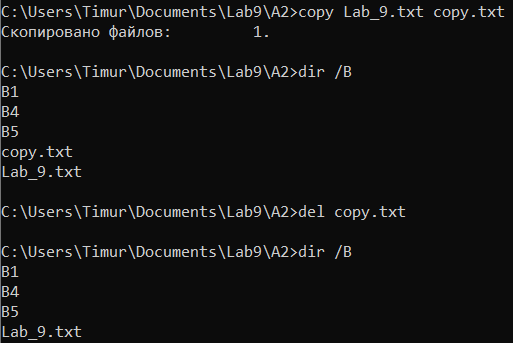 C:\Users\Timur\Documents\Lab9\A2>copy Lab_9.txt copy.txt
Скопировано файлов:         1.
C:\Users\Timur\Documents\Lab9\A2>dir /B
B1
B4
B5
copy.txt
Lab_9.txt
C:\Users\Timur\Documents\Lab9\A2>del copy.txt
C:\Users\Timur\Documents\Lab9\A2>dir /B
B1
B4
B5
Lab_9.txt